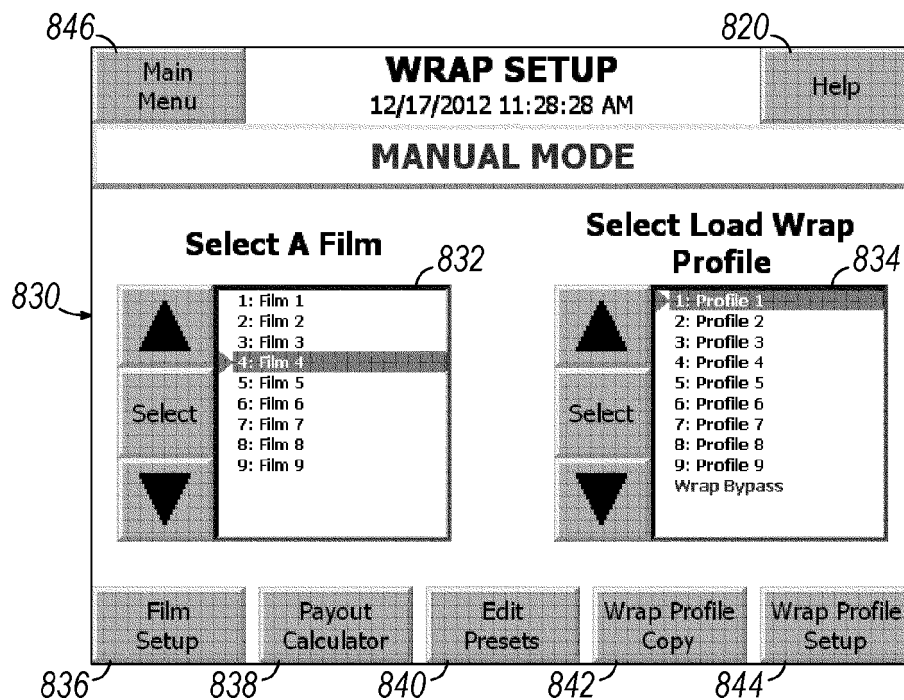 846
820
Main
Menu
WRAP SETUP
12/17/2012 11:28:28 AM
Help
MANUAL MODE
Select A Film
832
Select Load Wrap
Profile
834
830
Select
1: Film 1
2: Film 2
3: Film 3
4: Film 4
5: Film 5
6: Film 6
7: Film 7
8: Film 8
9: Film 9
Select
1: Profile 1
2: Profile 2
3: Profile 3
4: Profile 4
5: Profile 5
6: Profile 6
7: Profile 7
8: Profile 8
9: Profile 9
Wrap Bypass
Film
Setup
Payout
Calculator
Edit
Presets
Wrap Profile
Copy
Wrap Profile
Setup
836
838
840
842
844